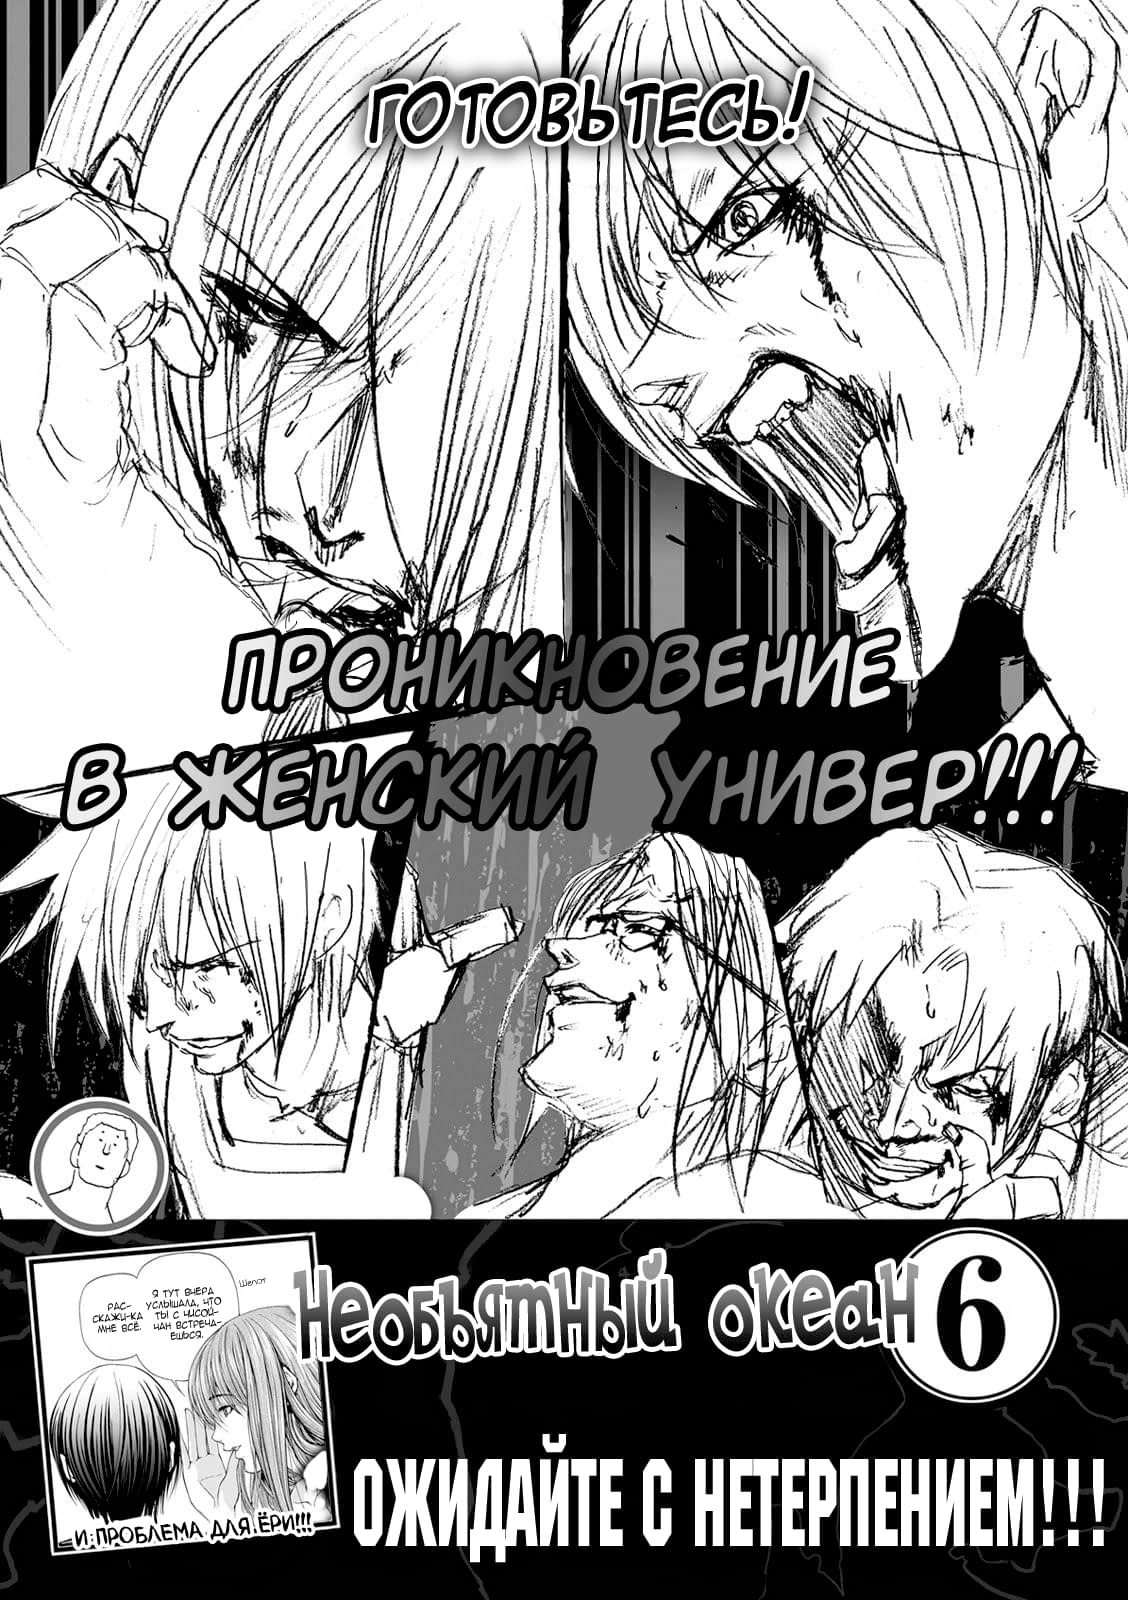 ГОТОВЬТЕСЬ!
ПРОНИКНОВЕНИЕ
В ЖЕНСКИЙ УНИВЕР!!!
Шепот
Я ТУТ ВЧЕРА
УСЛЫШАЛА, ЧТО
ТЫ С ЧИСОЙ-
ЧАН ВСТРЕЧА-
ЕШЬСЯ.
РАС-
СКАЖИ-КА
МНЕ ВСЁ.
И ПРОБЛЕМА ДЛЯ ЁРИ!!!
Необъятный океан
6
ОЖИДАЙТЕ С НЕТЕРПЕНИЕМ!!!